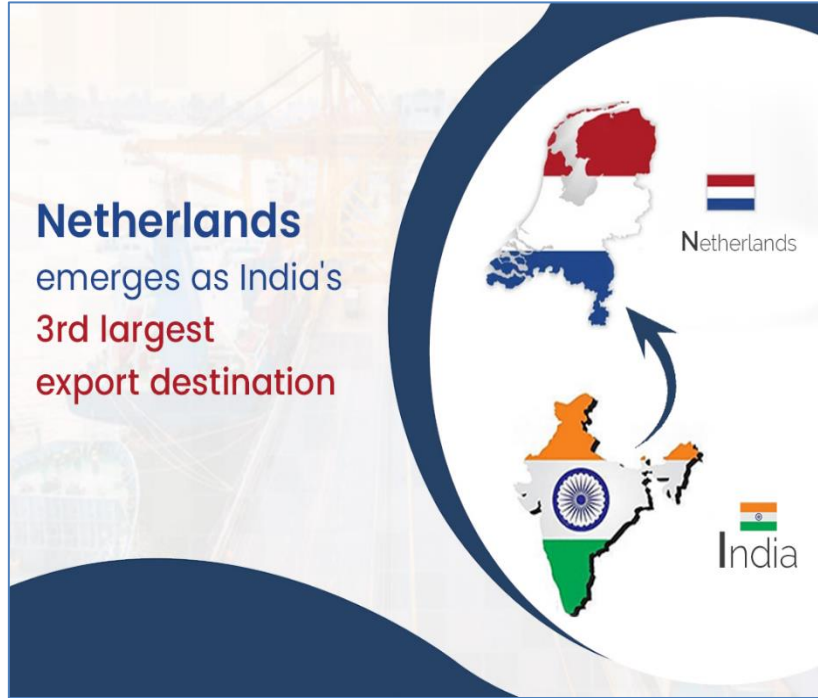 Netherlands
emerges as India's
3rd largest
export destination
Netherlands
India